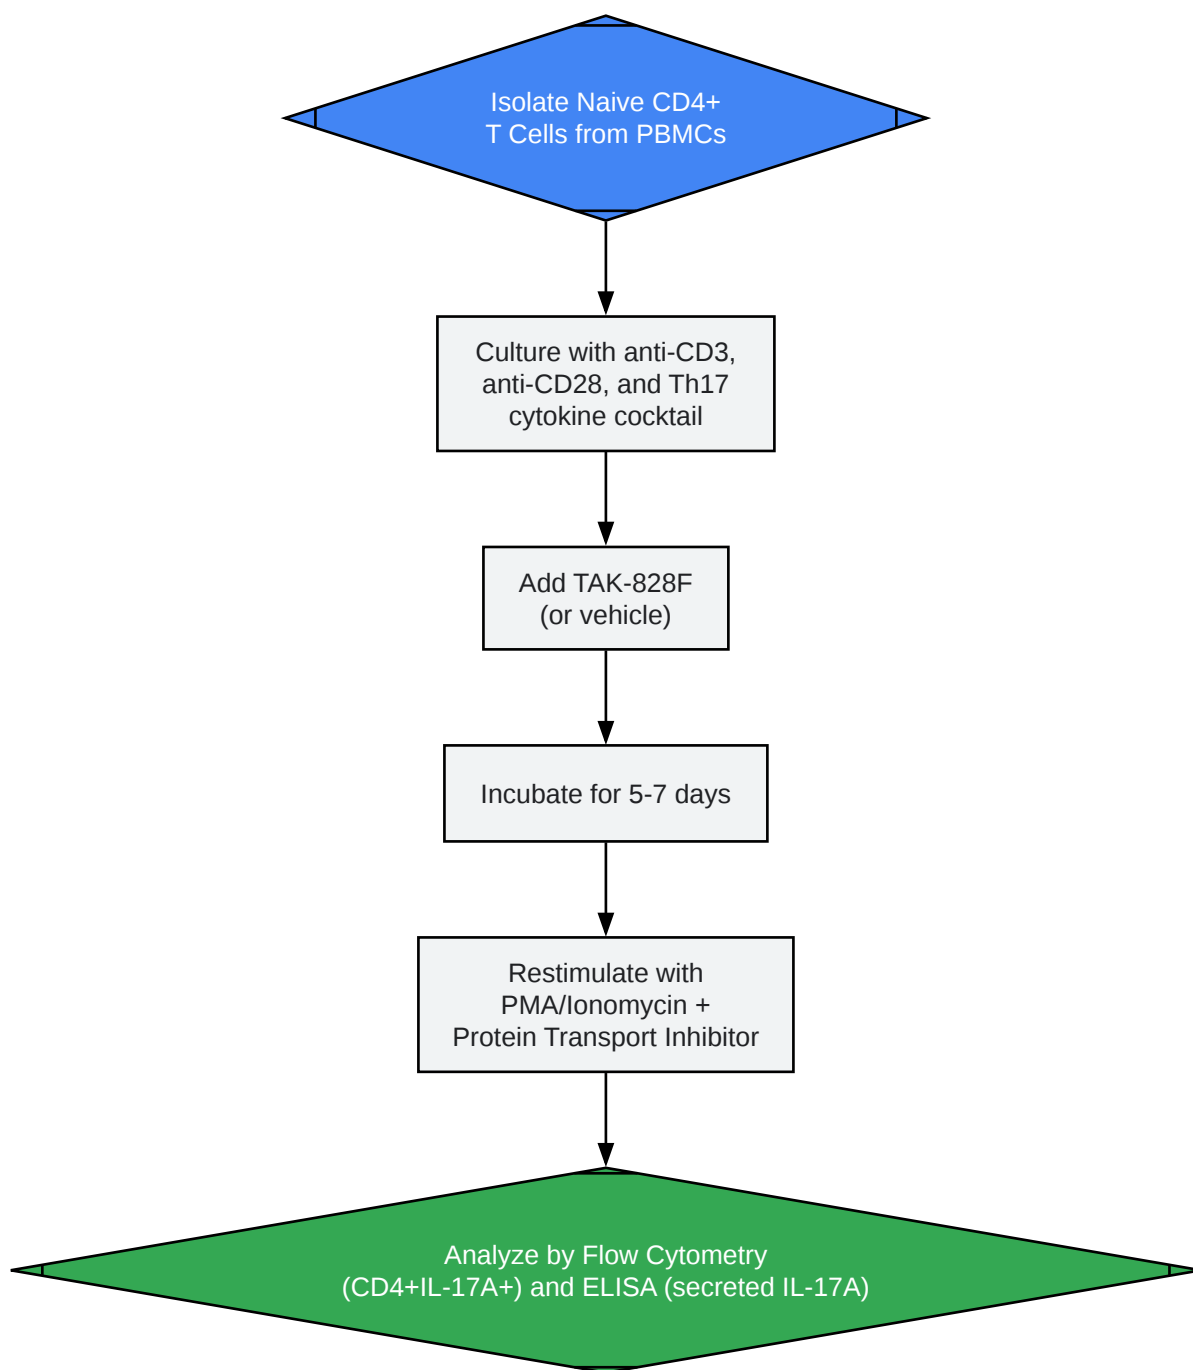 Isolate Naive CD4+
T Cells from PBMCs
Culture with anti-CD3,
anti-CD28, and Th17
cytokine cocktail
Add TAK-828F
(or vehicle)
Incubate for 5-7 days
Restimulate with
PMA/Ionomycin +
Protein Transport Inhibitor
Analyze by Flow Cytometry
(CD4+IL-17A+) and ELISA (secreted IL-17A)